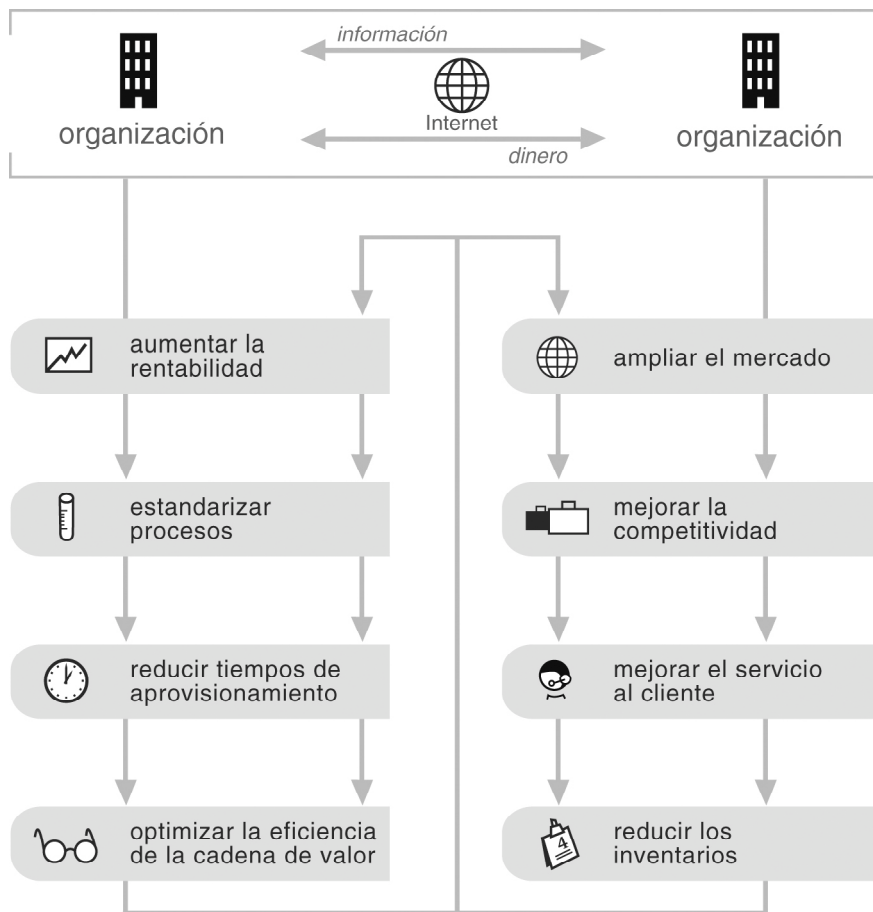 información
Internet
organización
organización
dinero
aumentar la
rentabilidad
ampliar el mercado
estandarizar
procesos
mejorar la
competitividad
reducir tiempos de
aprovisionamiento
mejorar el servicio
al cliente
optimizar la eficiencia
de la cadena de valor
4
reducir los
inventarios